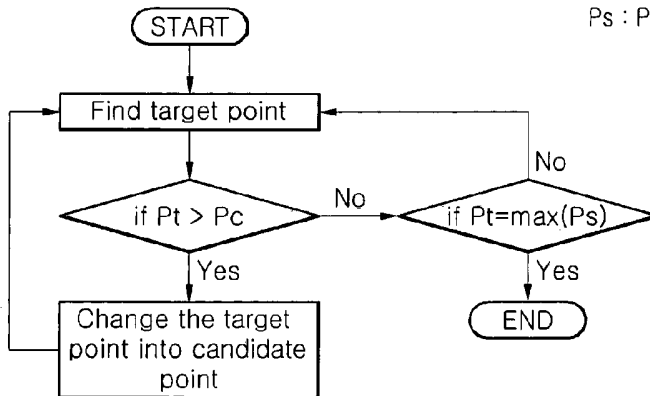 START
Ps : P
Find target point
No
if Pt > Pc
No
if Pt=max(Ps)
Yes
Yes
Change the target
point into candidate
point
END